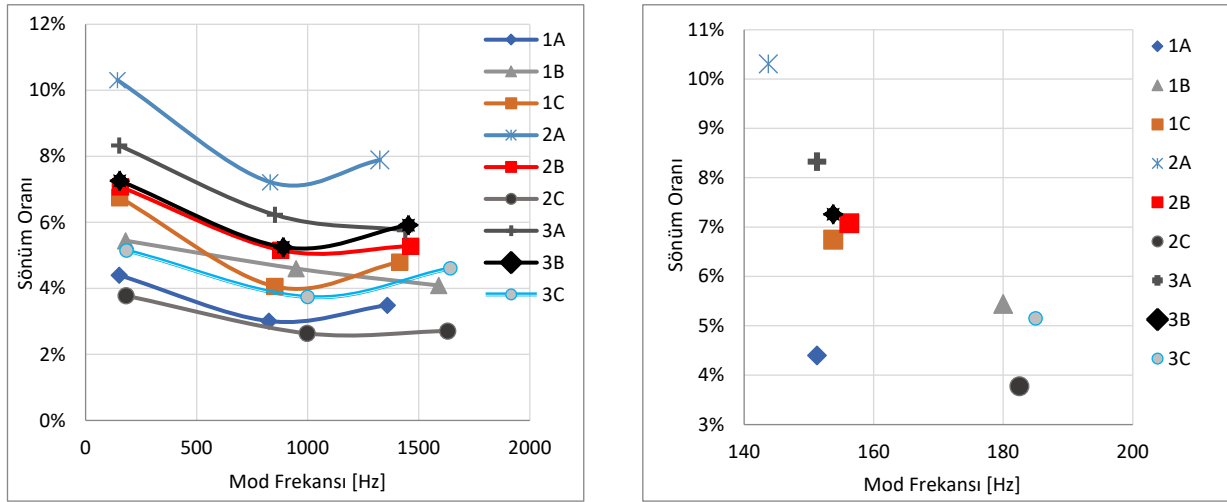 12%
10%
8%
6%
4%
2%
0%
Sönüm Oranı
0 500 1000 1500 2000
Mod Frekansı [Hz]
1A
1B
1C
2A
2B
2C
3A
3B
3C
11%
10%
9%
8%
7%
6%
5%
4%
3%
Sönüm Oranı
140 160 180 200
Mod Frekansı [Hz]
1A
1B
1C
2A
2B
2C
3A
3B
3C